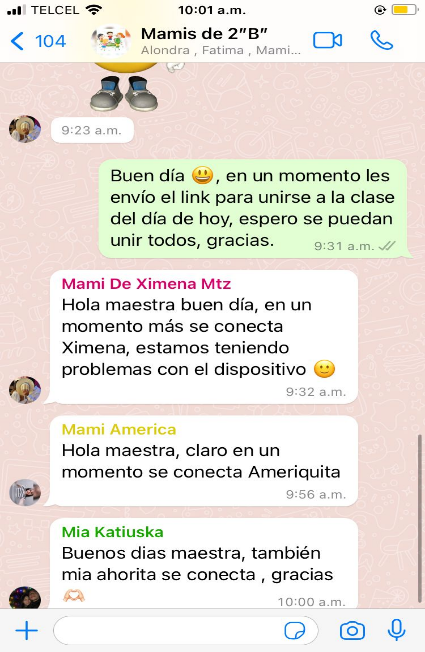 TELCEL 10:01 a.m.
104 Mamis de 2”B”
Alondra , Fatima , Mami...
9:23 a.m.
Buen día 😃, en un momento les
envío el link para unirse a la clase
del día de hoy, espero se puedan
unir todos, gracias.
9:31 a.m.
Mami De Ximena Mtz
Hola maestra buen día, en un
momento más se conecta
Ximena, estamos teniendo
problemas con el dispositivo 🙂
9:32 a.m.
Mami America
Hola maestra, claro en un
momento se conecta Ameriquita
9:56 a.m.
Mia Katiuska
Buenos dias maestra, también
mia ahorita se conecta , gracias
🫶🏻
10:00 a.m.